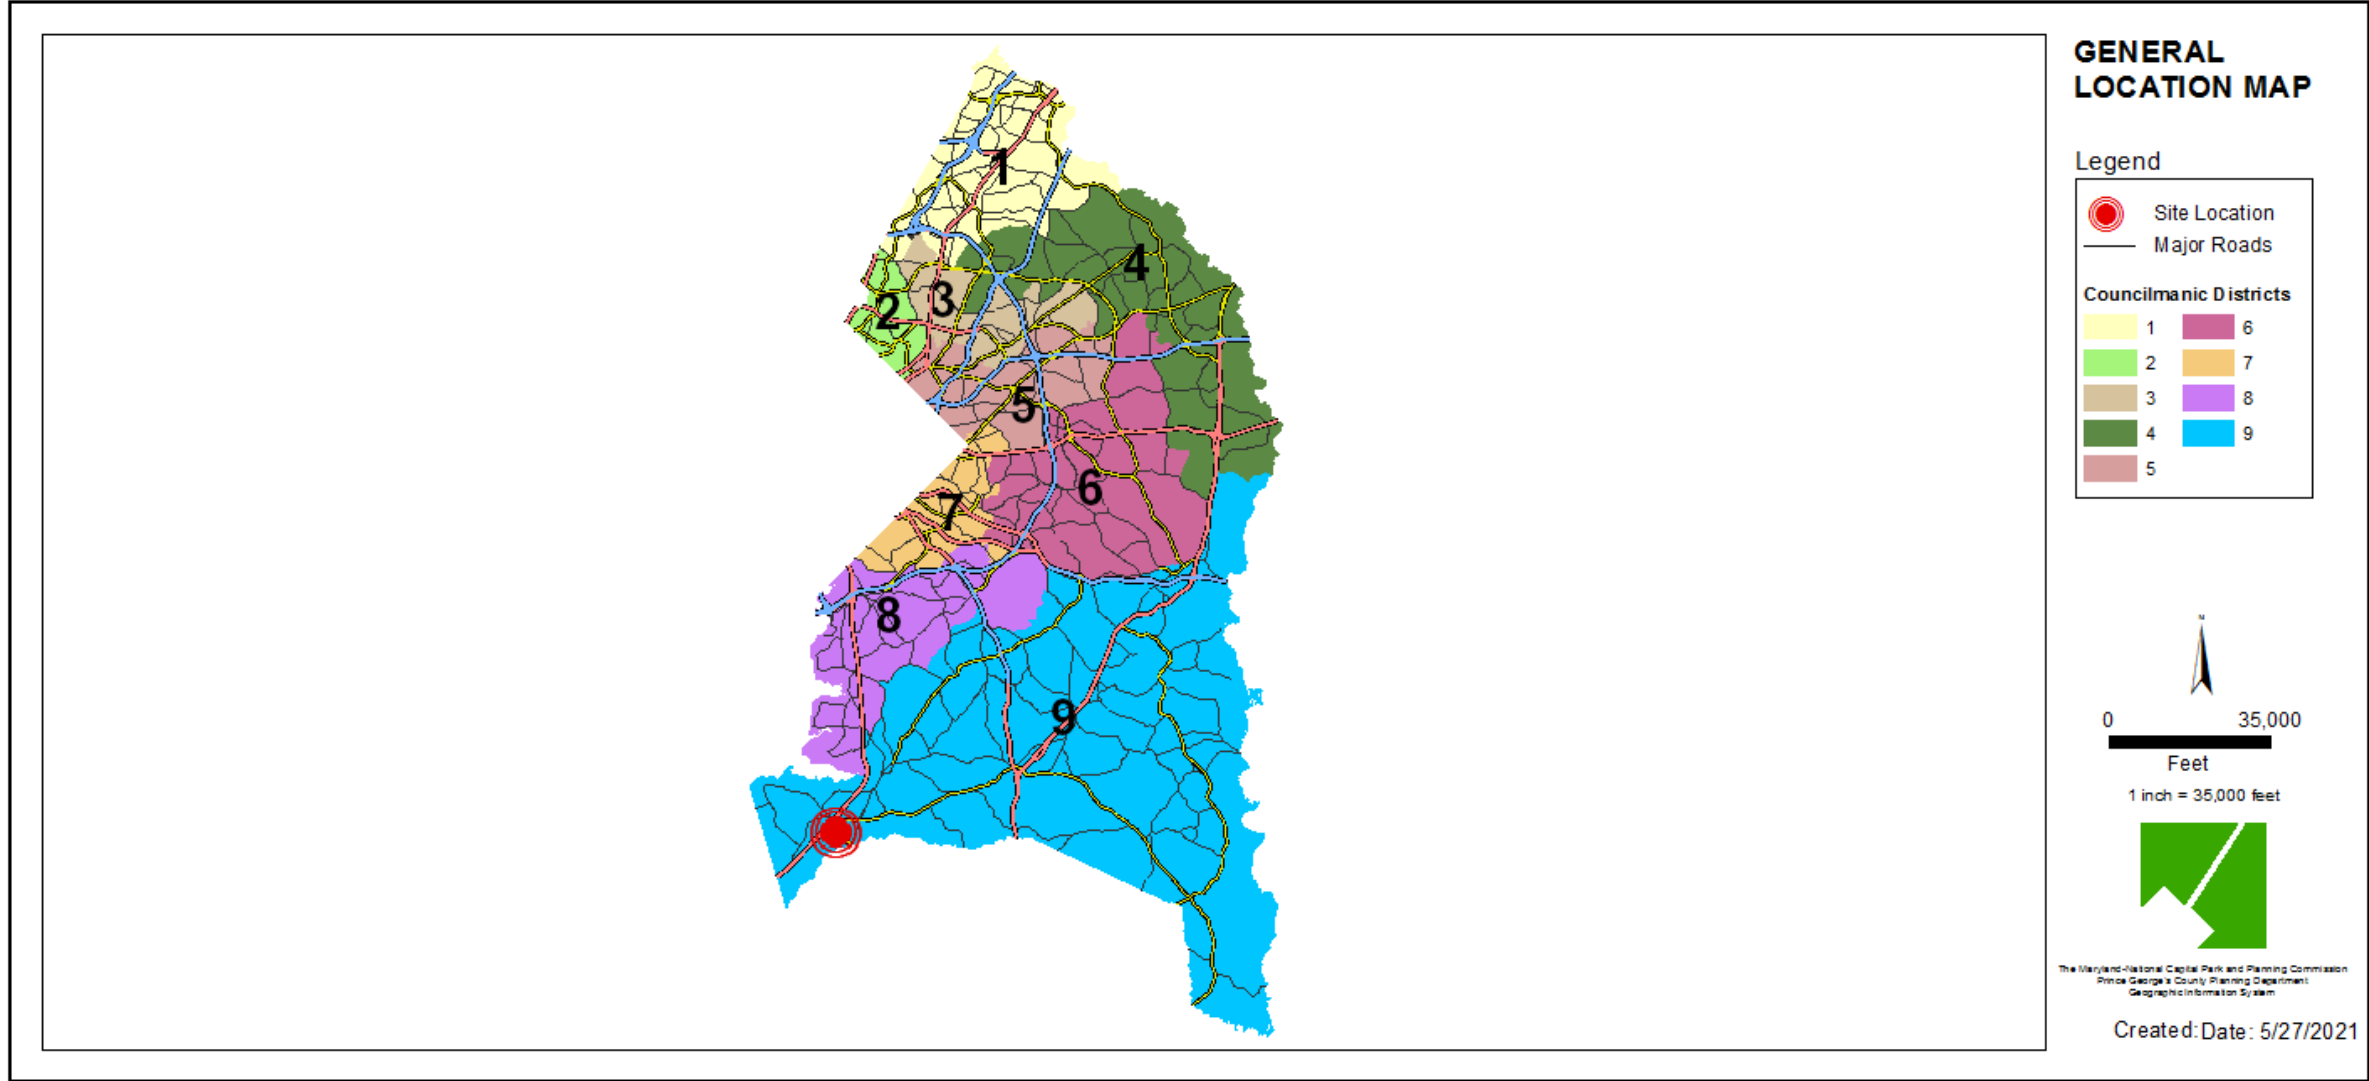 GENERAL
LOCATION MAP
Legend
Site Location
Major Roads
Councilmanic Districts
1 6
2 7
3 8
4 9
5
1
4
3
2
5
6
7
8
9
N
0 35,000
Feet
1 inch = 35,000 feet
The Maryland-National Capital Park and Planning Commission
Prince George's County Planning Department
Geographic Information System
Created: Date: 5/27/2021